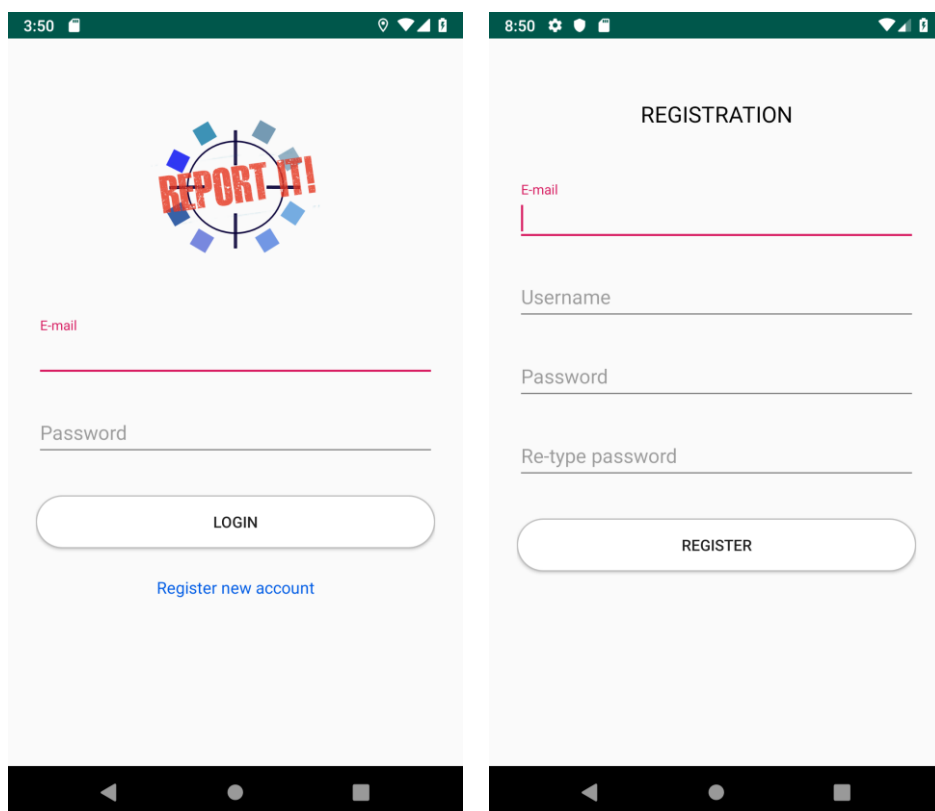 3:50
REPORT IT!
E-mail
Password
LOGIN
Register new account
8:50
REGISTRATION
E-mail
Username
Password
Re-type password
REGISTER